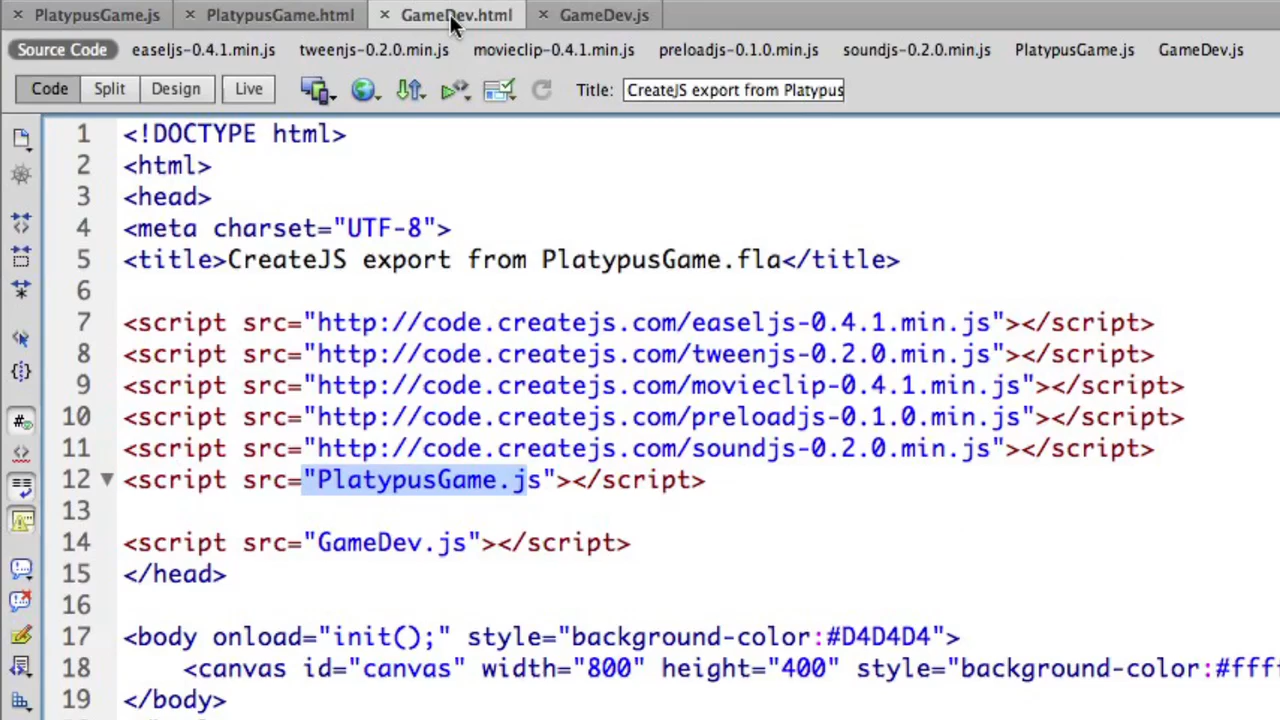 PlatypusGame.js PlatypusGame.html GameDev.html GameDev.js
Source Code easeljs-0.4.1.min.js tweenjs-0.2.0.min.js movieclip-0.4.1.min.js preloadjs-0.1.0.min.js soundjs-0.2.0.min.js PlatypusGame.js GameDev.js
Code Split Design Live Title: CreateJS export from Platypus
1 <!DOCTYPE html>
2 <html>
3 <head>
4 <meta charset="UTF-8">
5 <title>CreateJS export from PlatypusGame.fla</title>
6
7 <script src="http://code.createjs.com/easeljs-0.4.1.min.js"></script>
8 <script src="http://code.createjs.com/tweenjs-0.2.0.min.js"></script>
9 <script src="http://code.createjs.com/movieclip-0.4.1.min.js"></script>
10 <script src="http://code.createjs.com/preloadjs-0.1.0.min.js"></script>
11 <script src="http://code.createjs.com/soundjs-0.2.0.min.js"></script>
12 <script src="PlatypusGame.js"></script>
13
14 <script src="GameDev.js"></script>
15 </head>
16
17 <body onload="init();" style="background-color:#D4D4D4">
18 <canvas id="canvas" width="800" height="400" style="background-color:#fff
19 </body>